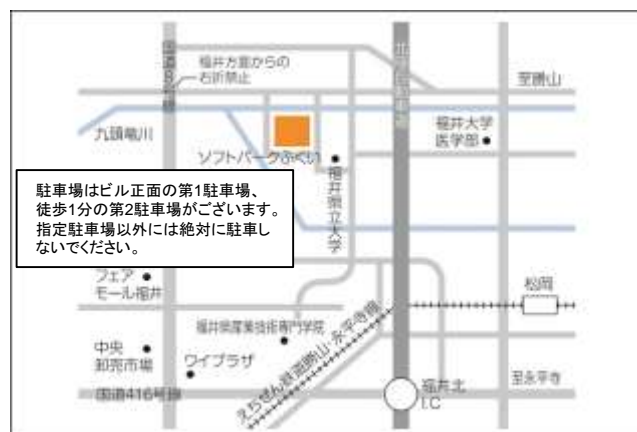 福井方面からの
右折禁止
国道8号線
北陸自動車道
至勝山
九頭竜川
福井大学
医学部
ソフトパークふくい
福井県立大学
駐車場はビル正面の第1駐車場、
徒歩1分の第2駐車場がございます。
指定駐車場以外には絶対に駐車し
ないでください。
フェア
モール福井
松岡
福井県産業技術専門学院
中央
卸売市場
ワイプラザ
えちぜん鉄道勝山・永平寺線
国道416号線
福井北
I.C
至永平寺